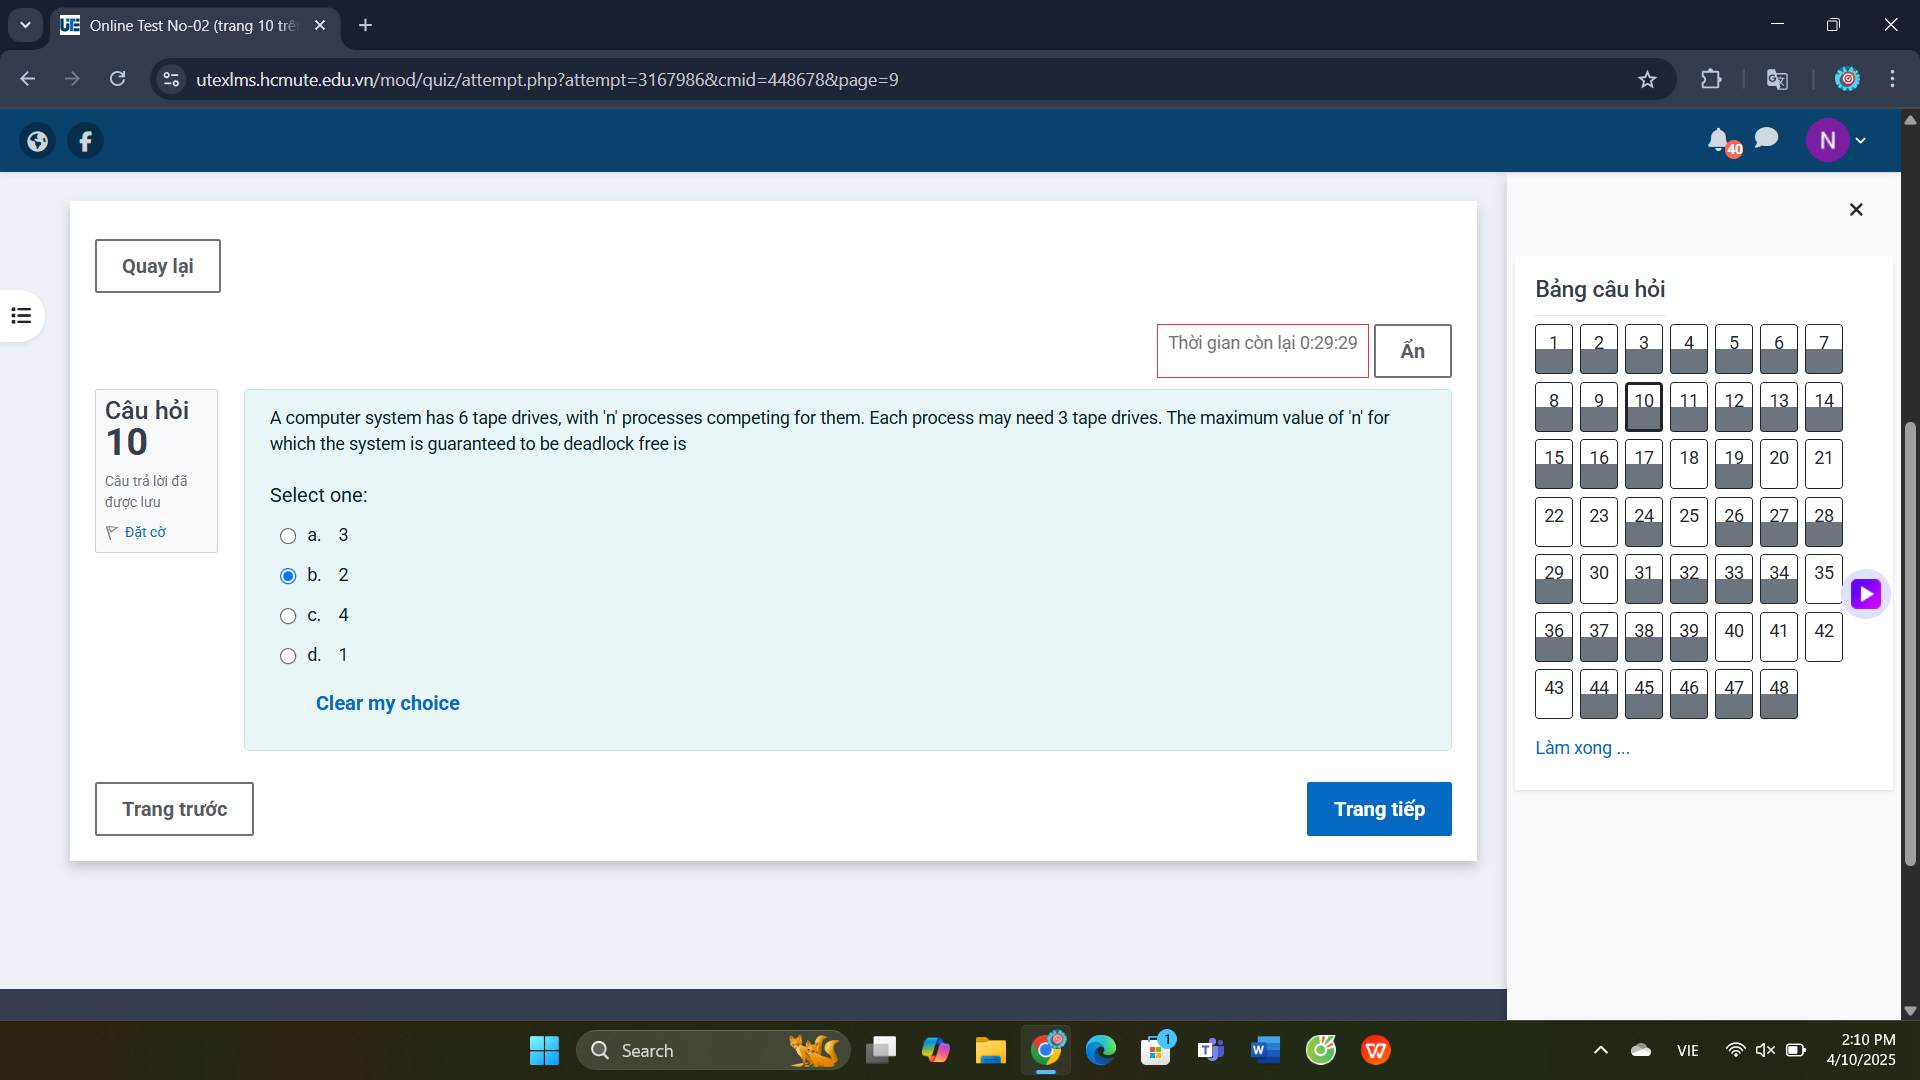 Online Test No-02 (trang 10 trê
utexlms.hcmute.edu.vn/mod/quiz/attempt.php?attempt=3167986&cmid=448678&page=9
40
N
Quay lại
Thời gian còn lại 0:29:29
Ẩn
Câu hỏi
10
Câu trả lời đã
được lưu
Đặt cờ
A computer system has 6 tape drives, with 'n' processes competing for them. Each process may need 3 tape drives. The maximum value of 'n' for
which the system is guaranteed to be deadlock free is
Select one:
a. 3
b. 2
c. 4
d. 1
Clear my choice
Trang trước
Trang tiếp
Bảng câu hỏi
1 2 3 4 5 6 7
8 9 10 11 12 13 14
15 16 17 18 19 20 21
22 23 24 25 26 27 28
29 30 31 32 33 34 35
36 37 38 39 40 41 42
43 44 45 46 47 48
Làm xong ...
Search
1
VIE
2:10 PM
4/10/2025